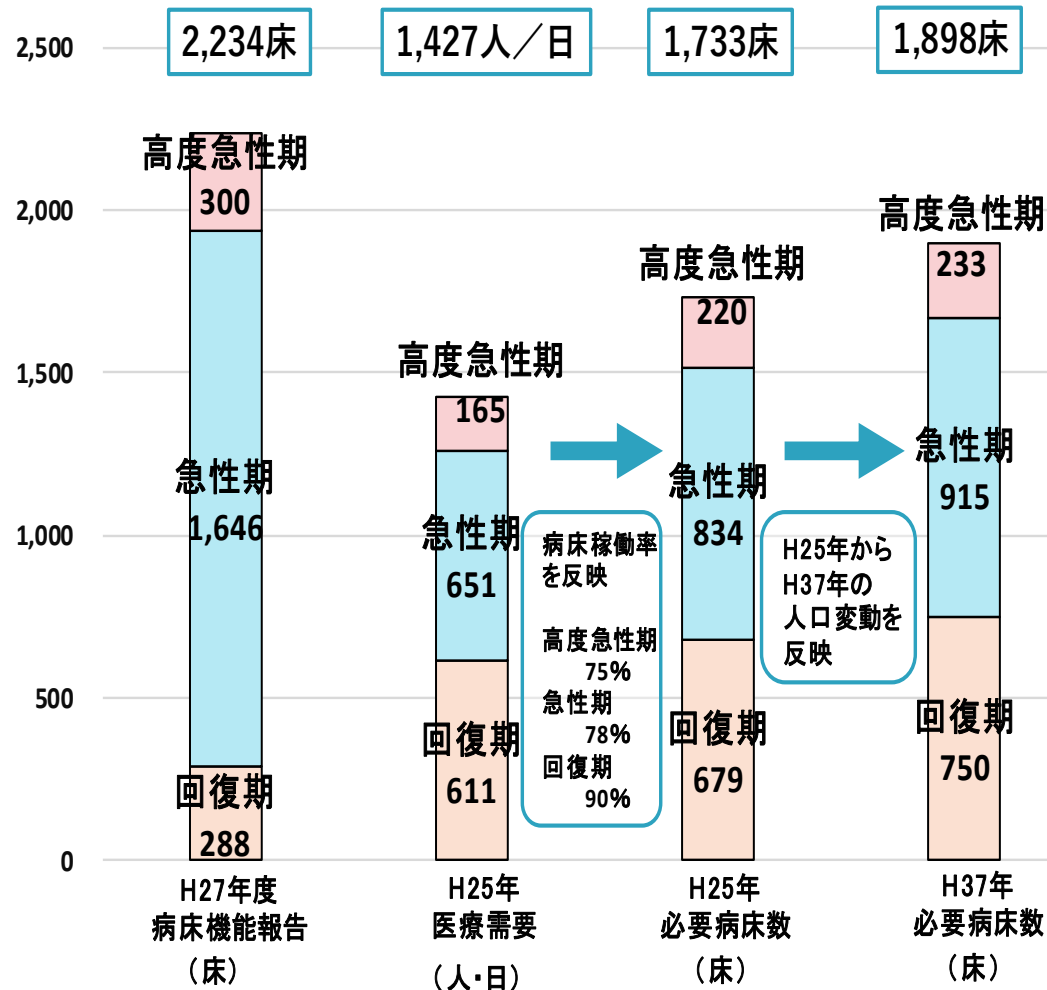 2,234床
1,427人／日
1,733床
1,898床
2,500
2,000
1,500
1,000
500
0
高度急性期
300
急性期
1,646
回復期
288
高度急性期
165
急性期
651
回復期
611
病床稼働率
を反映
高度急性期
75%
急性期
78%
回復期
90%
高度急性期
220
急性期
834
回復期
679
H25年から
H37年の
人口変動を
反映
高度急性期
233
急性期
915
回復期
750
H27年度
病床機能報告
（床）
H25年
医療需要
（人・日）
H25年
必要病床数
（床）
H37年
必要病床数
（床）